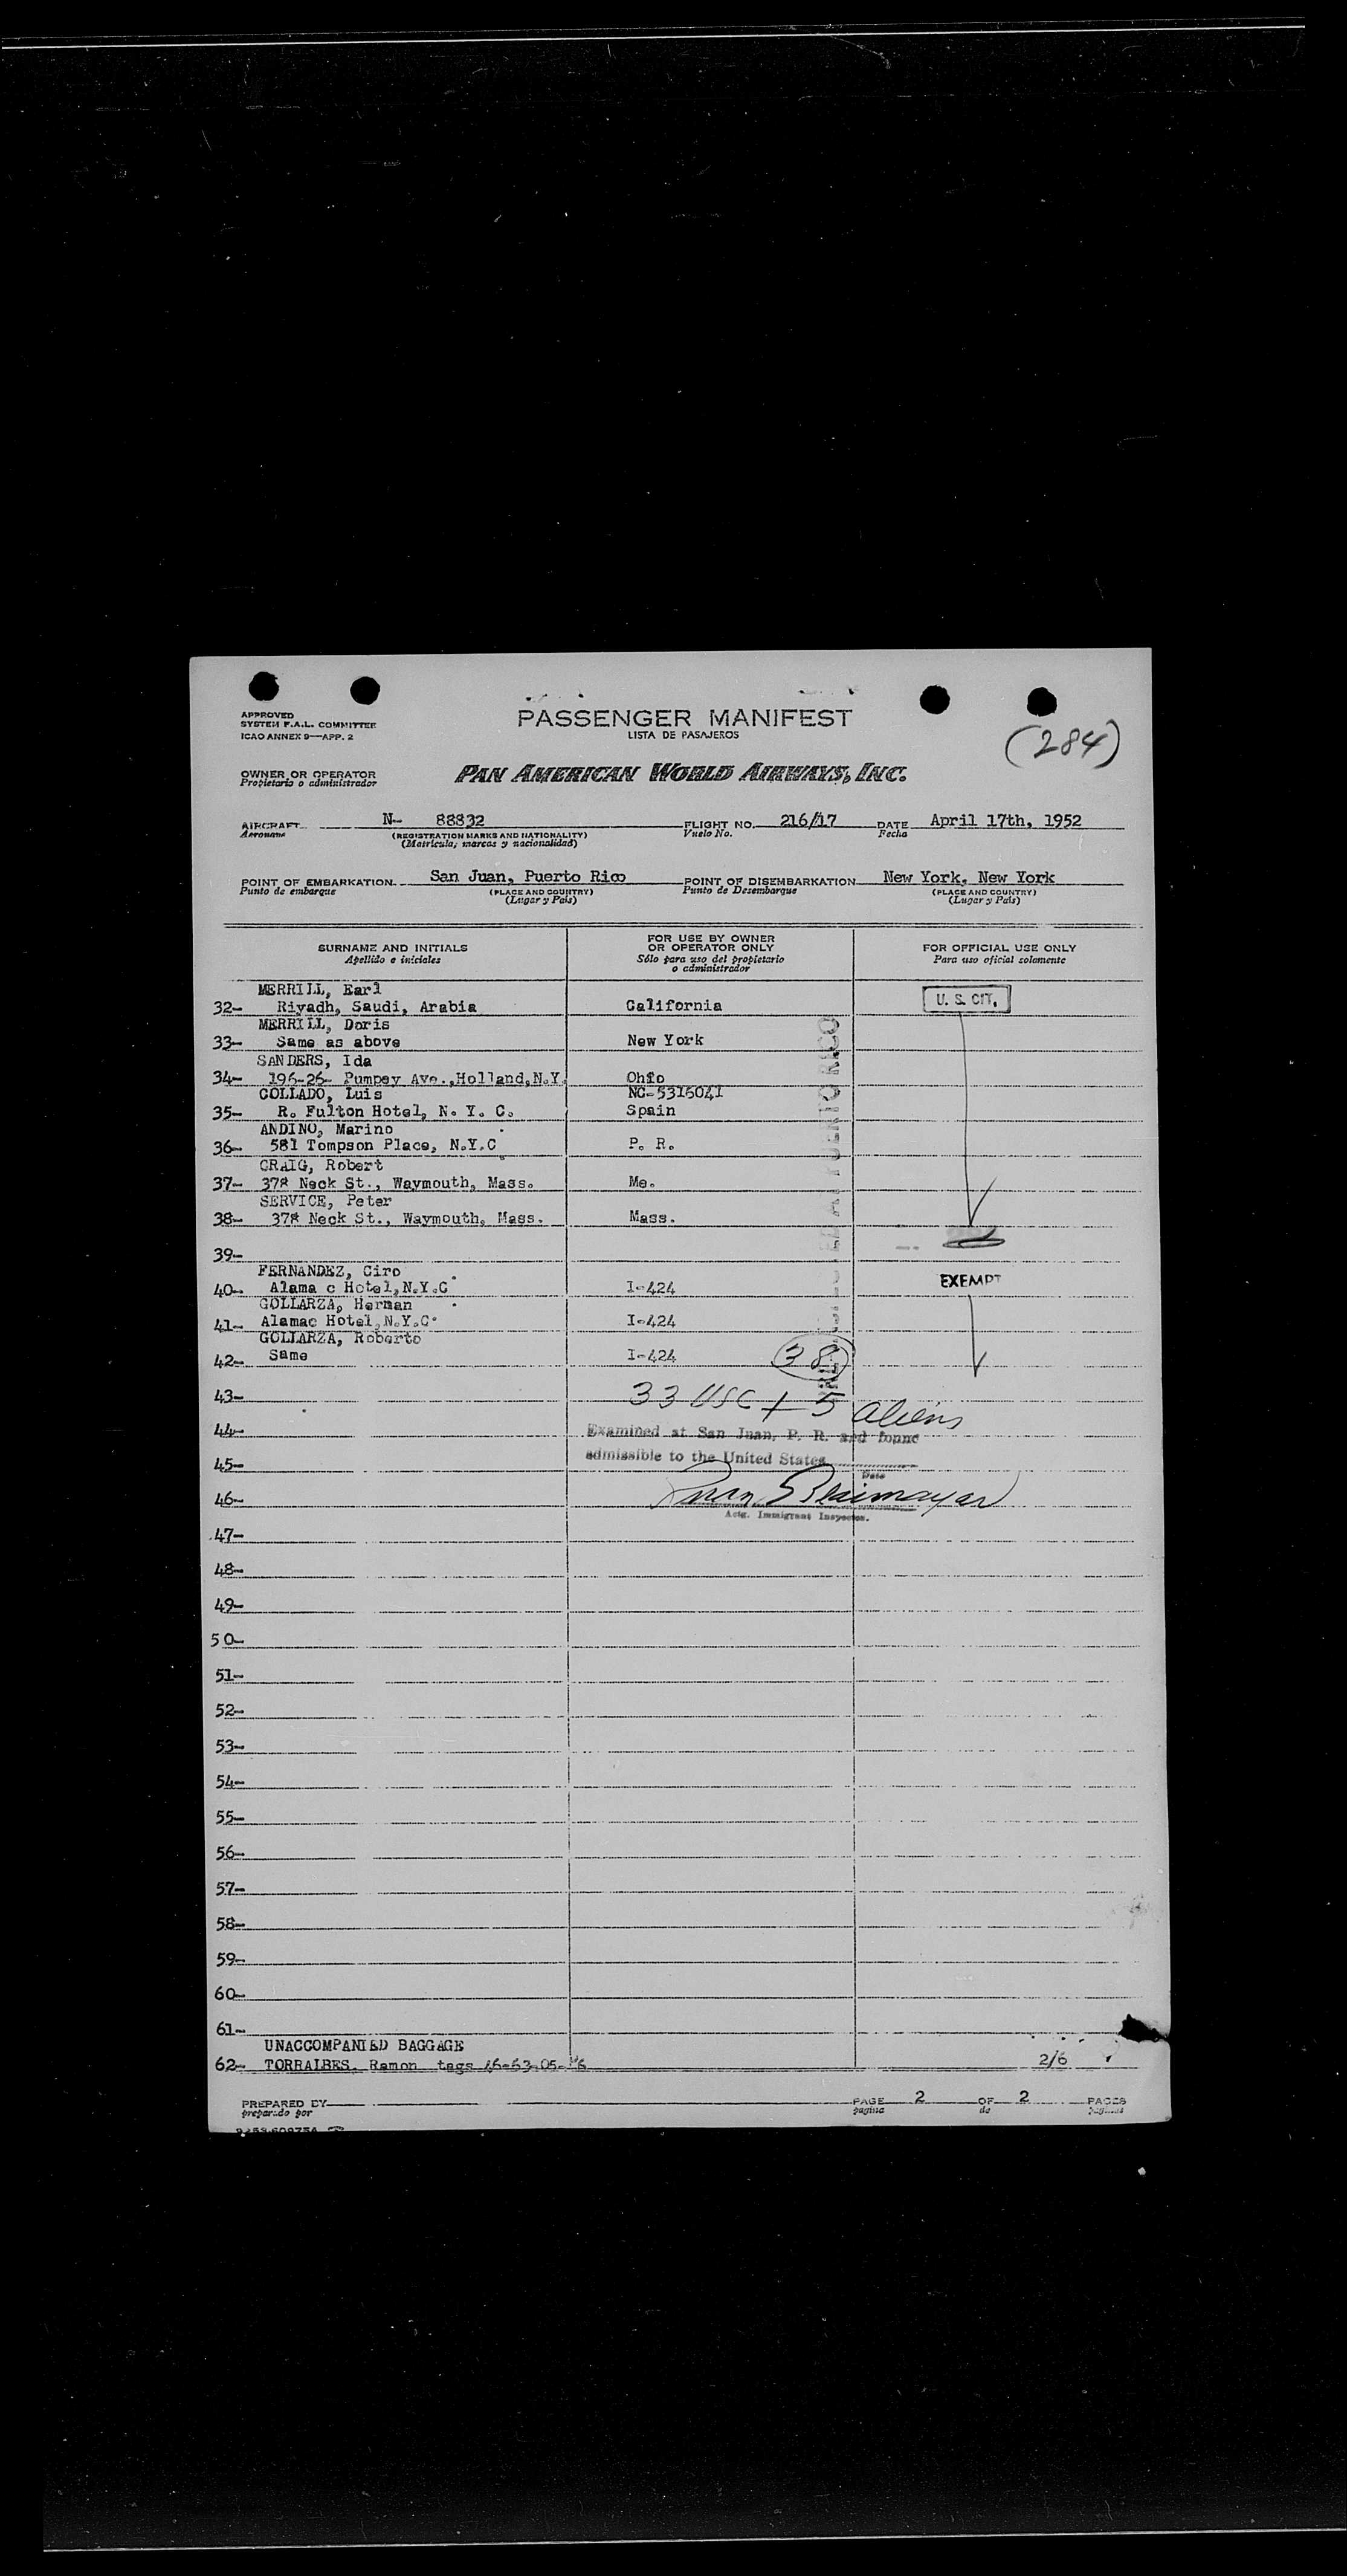 APPROVED
SYSTEM F.A.L. COMMITTEE
ICAO ANNEX 9—APP. 2
PASSENGER MANIFEST
LISTA DE PASAJEROS
(284)
OWNER OR OPERATOR
Propietario o administrador
PAN AMERICAN WORLD AIRWAYS, INC.
AIRCRAFT N- 88832 FLIGHT NO. 216/17 DATE April 17th, 1952
Aeronave (REGISTRATION MARKS AND NATIONALITY) Vuelo No. Fecha
(Matrícula, marcas y nacionalidad)
POINT OF EMBARKATION San Juan, Puerto Rico POINT OF DISEMBARKATION New York, New York
Punto de embarque (PLACE AND COUNTRY) Punto de Desembarque (PLACE AND COUNTRY)
(Lugar y País) (Lugar y País)
SURNAME AND INITIALS FOR USE BY OWNER OR OPERATOR ONLY FOR OFFICIAL USE ONLY
Apellido e iniciales Sólo para uso del propietario o administrador Para uso oficial solamente
MERRILL, Earl
32- Riyadh, Saudi, Arabia California U. S. CIT.
MERRILL, Doris
33- Same as above New York
SANDERS, Ida
34- 196-26- Pumpey Ave.,Holland,N.Y. Ohio
COLLADO, Luis NC-5316041
35- R. Fulton Hotel, N. Y. C. Spain
ANDINO, Marino
36- 581 Tompson Place, N.Y.C P. R.
CRAIG, Robert
37- 378 Neck St., Waymouth, Mass. Me.
SERVICE, Peter
38- 378 Neck St., Waymouth, Mass. Mass.
39-
FERNANDEZ, Ciro
40- Alama c Hotel,N.Y.C I-424 EXEMPT
GOLLARZA, Herman
41- Alamac Hotel,N.Y.C. I-424
GOLLARZA, Roberto
42- Same I-424 38
43- 33 USC + 5 aliens
44- Examined at San Juan, P. R. and found
45- admissible to the United States
Date
46-
Actg. Immigrant Inspector.
47-
48-
49-
50-
51-
52-
53-
54-
55-
56-
57-
58-
59-
60-
61-
UNACCOMPANIED BAGGAGE
62- TORRALBES, Ramon tags 2/6
PREPARED BY PAGE 2 OF 2 PAGES
preparado por pagina de paginas